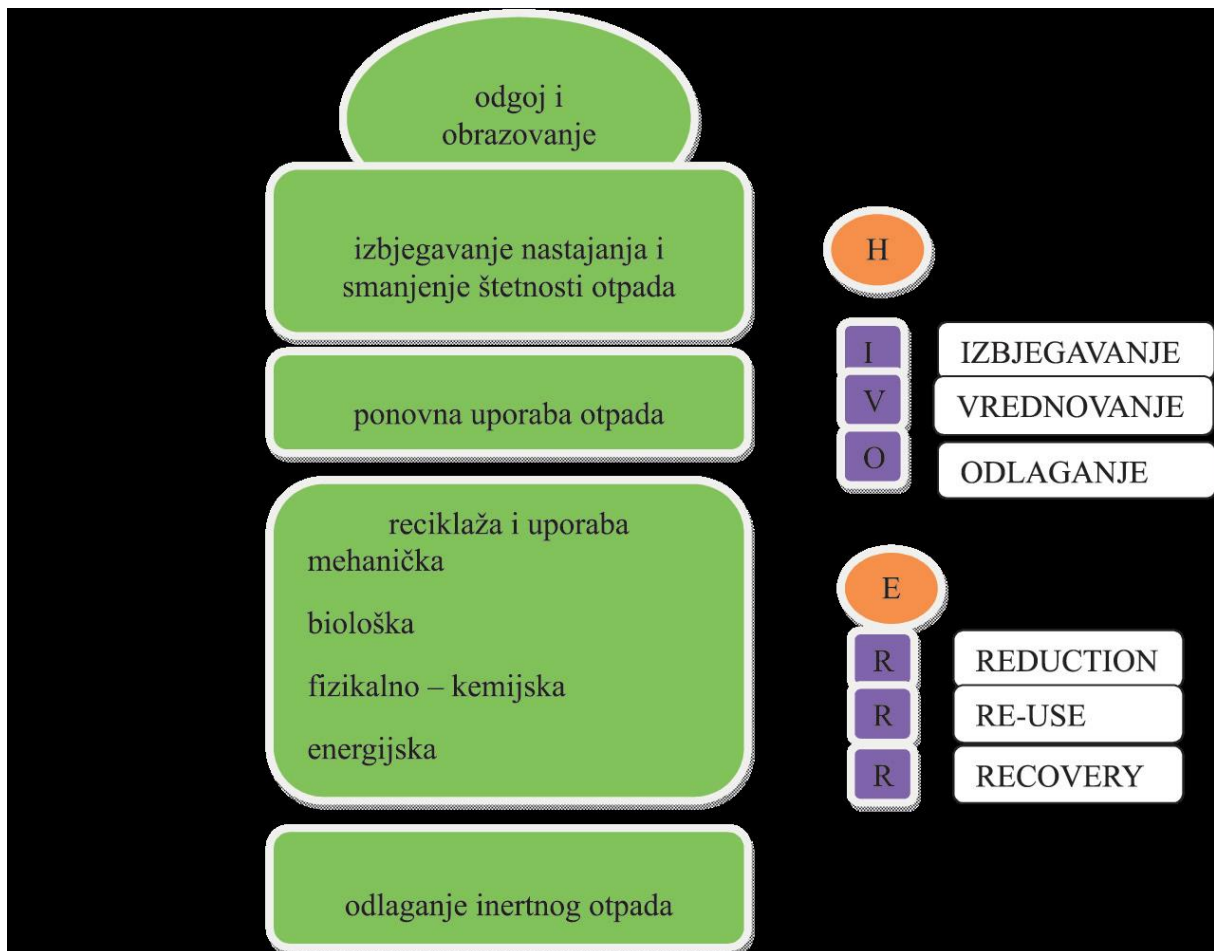 odgoj i
obrazovanje
izbjegavanje nastajanja i
smanjenje štetnosti otpada
ponovna uporaba otpada
reciklaža i uporaba
mehanička
biološka
fizikalno – kemijska
energijska
odlaganje inertnog otpada
H
I IZBJEGAVANJE
V VREDNOVANJE
O ODLAGANJE
E
R REDUCTION
R RE-USE
R RECOVERY